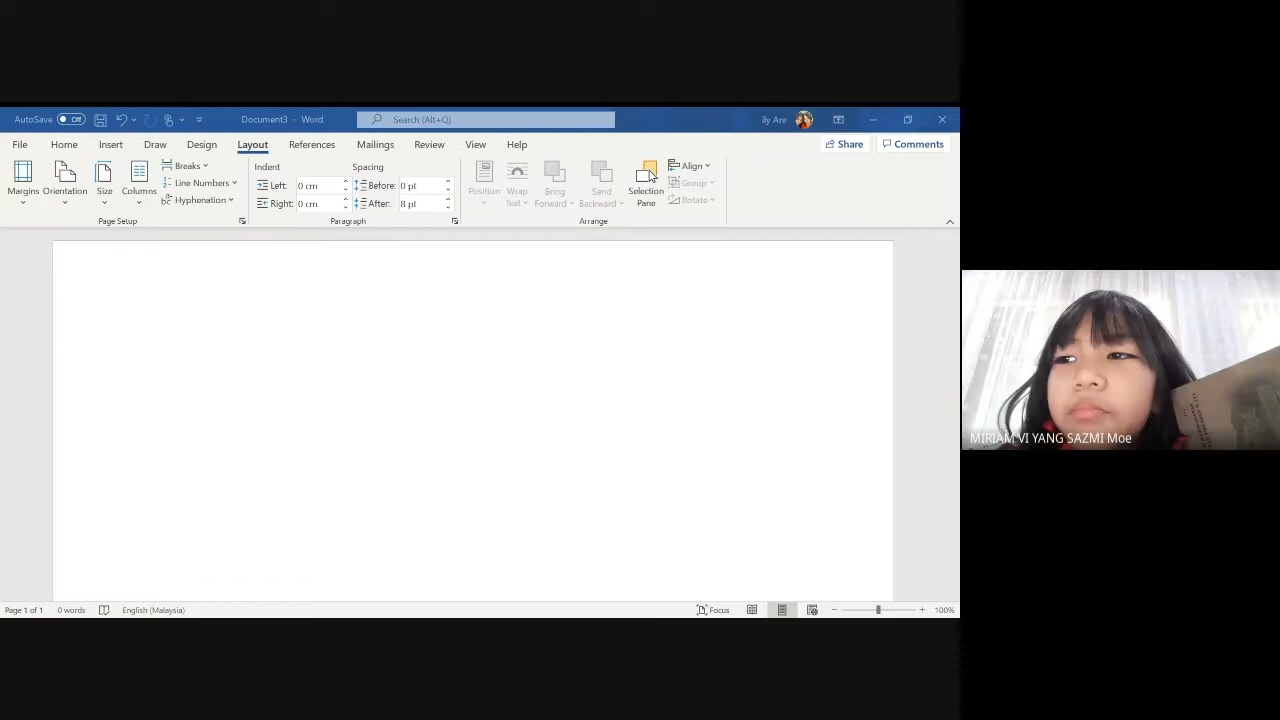 AutoSave Off Document3 - Word Search (Alt+Q) ily Anr
File Home Insert Draw Design Layout References Mailings Review View Help Share Comments
Margins Orientation Size Columns
Breaks
Line Numbers
Hyphenation
Page Setup
Indent
Left: 0 cm
Right: 0 cm
Spacing
Before: 0 pt
After: 8 pt
Paragraph
Position
Wrap Text
Bring Forward
Send Backward
Selection Pane
Align
Group
Rotate
Arrange
MIRIAM VI YANG SAZMI Moe
Page 1 of 1 0 words English (Malaysia) Focus 100%